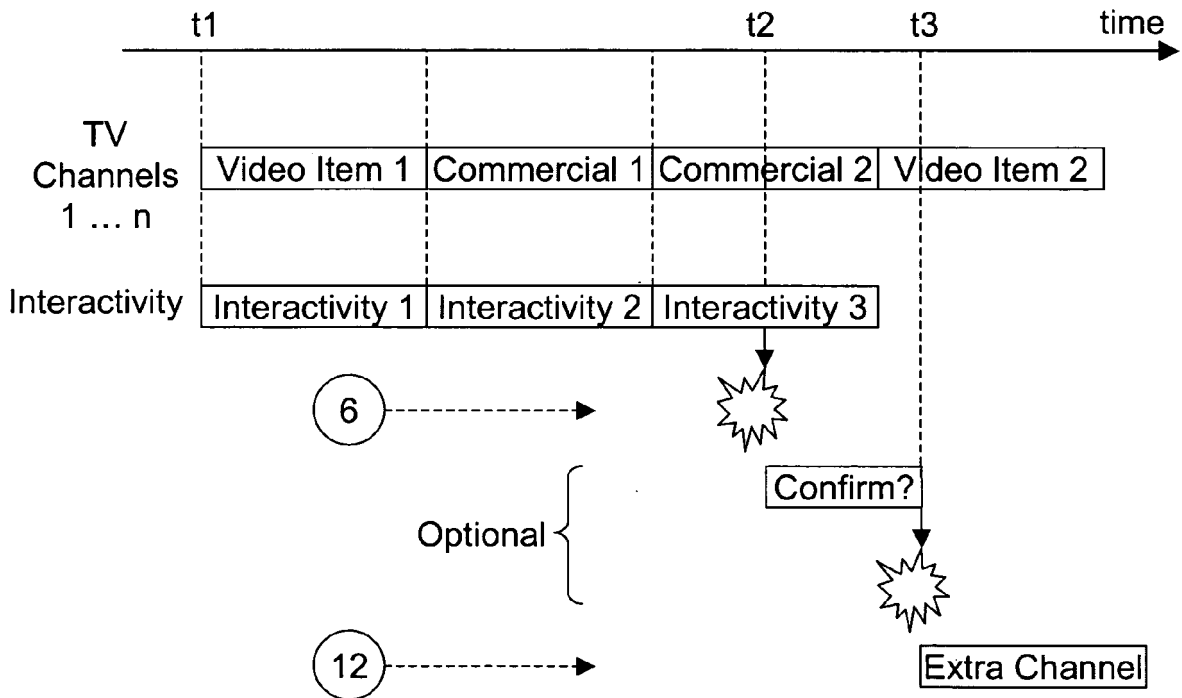 t1 t2 t3 time
TV
Channels
1 ... n
Video Item 1 Commercial 1 Commercial 2 Video Item 2
Interactivity Interactivity 1 Interactivity 2 Interactivity 3
6
Confirm?
Optional
12
Extra Channel